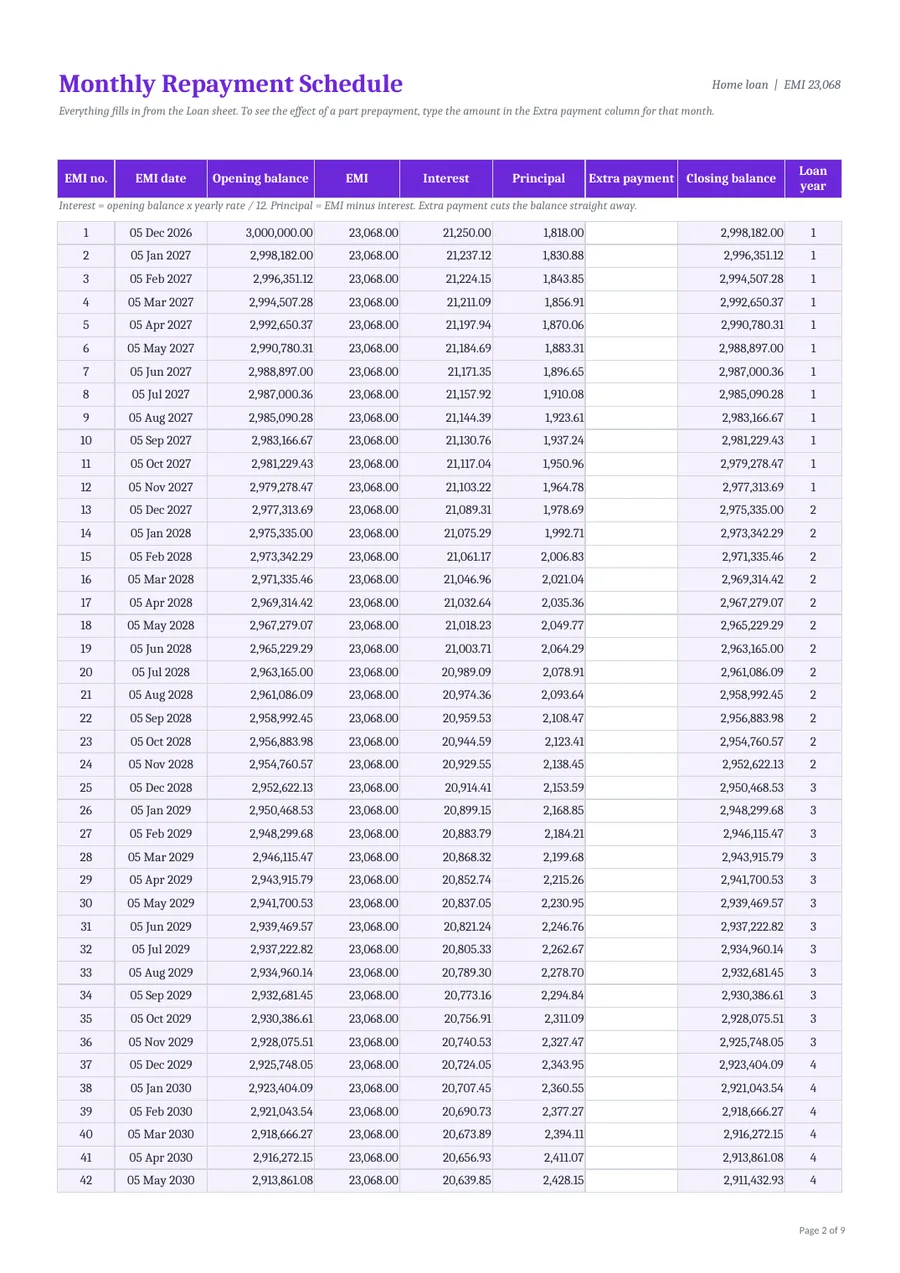 Monthly Repayment Schedule
Home loan | EMI 23,068
Everything fills in from the Loan sheet. To see the effect of a part prepayment, type the amount in the Extra payment column for that month.
EMI no. EMI date Opening balance EMI Interest Principal Extra payment Closing balance Loan year
Interest = opening balance x yearly rate / 12. Principal = EMI minus interest. Extra payment cuts the balance straight away.
1 05 Dec 2026 3,000,000.00 23,068.00 21,250.00 1,818.00 2,998,182.00 1
2 05 Jan 2027 2,998,182.00 23,068.00 21,237.12 1,830.88 2,996,351.12 1
3 05 Feb 2027 2,996,351.12 23,068.00 21,224.15 1,843.85 2,994,507.28 1
4 05 Mar 2027 2,994,507.28 23,068.00 21,211.09 1,856.91 2,992,650.37 1
5 05 Apr 2027 2,992,650.37 23,068.00 21,197.94 1,870.06 2,990,780.31 1
6 05 May 2027 2,990,780.31 23,068.00 21,184.69 1,883.31 2,988,897.00 1
7 05 Jun 2027 2,988,897.00 23,068.00 21,171.35 1,896.65 2,987,000.36 1
8 05 Jul 2027 2,987,000.36 23,068.00 21,157.92 1,910.08 2,985,090.28 1
9 05 Aug 2027 2,985,090.28 23,068.00 21,144.39 1,923.61 2,983,166.67 1
10 05 Sep 2027 2,983,166.67 23,068.00 21,130.76 1,937.24 2,981,229.43 1
11 05 Oct 2027 2,981,229.43 23,068.00 21,117.04 1,950.96 2,979,278.47 1
12 05 Nov 2027 2,979,278.47 23,068.00 21,103.22 1,964.78 2,977,313.69 1
13 05 Dec 2027 2,977,313.69 23,068.00 21,089.31 1,978.69 2,975,335.00 2
14 05 Jan 2028 2,975,335.00 23,068.00 21,075.29 1,992.71 2,973,342.29 2
15 05 Feb 2028 2,973,342.29 23,068.00 21,061.17 2,006.83 2,971,335.46 2
16 05 Mar 2028 2,971,335.46 23,068.00 21,046.96 2,021.04 2,969,314.42 2
17 05 Apr 2028 2,969,314.42 23,068.00 21,032.64 2,035.36 2,967,279.07 2
18 05 May 2028 2,967,279.07 23,068.00 21,018.23 2,049.77 2,965,229.29 2
19 05 Jun 2028 2,965,229.29 23,068.00 21,003.71 2,064.29 2,963,165.00 2
20 05 Jul 2028 2,963,165.00 23,068.00 20,989.09 2,078.91 2,961,086.09 2
21 05 Aug 2028 2,961,086.09 23,068.00 20,974.36 2,093.64 2,958,992.45 2
22 05 Sep 2028 2,958,992.45 23,068.00 20,959.53 2,108.47 2,956,883.98 2
23 05 Oct 2028 2,956,883.98 23,068.00 20,944.59 2,123.41 2,954,760.57 2
24 05 Nov 2028 2,954,760.57 23,068.00 20,929.55 2,138.45 2,952,622.13 2
25 05 Dec 2028 2,952,622.13 23,068.00 20,914.41 2,153.59 2,950,468.53 3
26 05 Jan 2029 2,950,468.53 23,068.00 20,899.15 2,168.85 2,948,299.68 3
27 05 Feb 2029 2,948,299.68 23,068.00 20,883.79 2,184.21 2,946,115.47 3
28 05 Mar 2029 2,946,115.47 23,068.00 20,868.32 2,199.68 2,943,915.79 3
29 05 Apr 2029 2,943,915.79 23,068.00 20,852.74 2,215.26 2,941,700.53 3
30 05 May 2029 2,941,700.53 23,068.00 20,837.05 2,230.95 2,939,469.57 3
31 05 Jun 2029 2,939,469.57 23,068.00 20,821.24 2,246.76 2,937,222.82 3
32 05 Jul 2029 2,937,222.82 23,068.00 20,805.33 2,262.67 2,934,960.14 3
33 05 Aug 2029 2,934,960.14 23,068.00 20,789.30 2,278.70 2,932,681.45 3
34 05 Sep 2029 2,932,681.45 23,068.00 20,773.16 2,294.84 2,930,386.61 3
35 05 Oct 2029 2,930,386.61 23,068.00 20,756.91 2,311.09 2,928,075.51 3
36 05 Nov 2029 2,928,075.51 23,068.00 20,740.53 2,327.47 2,925,748.05 3
37 05 Dec 2029 2,925,748.05 23,068.00 20,724.05 2,343.95 2,923,404.09 4
38 05 Jan 2030 2,923,404.09 23,068.00 20,707.45 2,360.55 2,921,043.54 4
39 05 Feb 2030 2,921,043.54 23,068.00 20,690.73 2,377.27 2,918,666.27 4
40 05 Mar 2030 2,918,666.27 23,068.00 20,673.89 2,394.11 2,916,272.15 4
41 05 Apr 2030 2,916,272.15 23,068.00 20,656.93 2,411.07 2,913,861.08 4
42 05 May 2030 2,913,861.08 23,068.00 20,639.85 2,428.15 2,911,432.93 4
Page 2 of 9